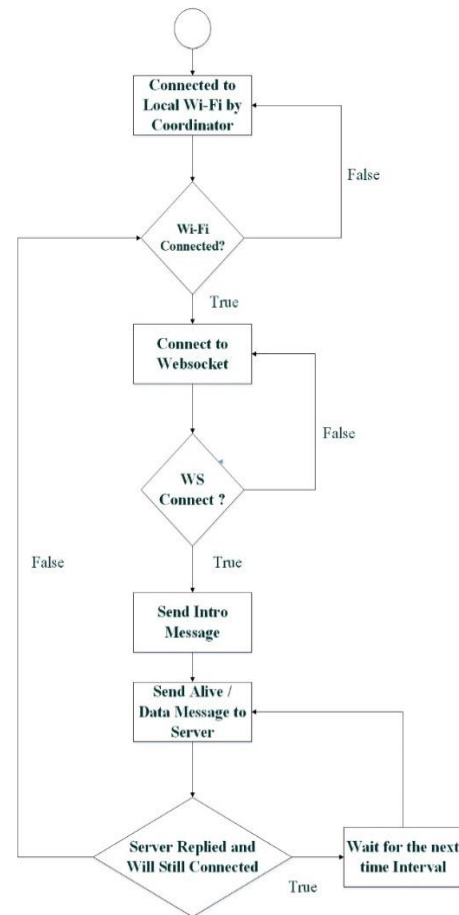 Connected to
Local Wi-Fi by
Coordinator
False
Wi-Fi
Connected?
True
Connect to
Websocket
False
WS
Connect ?
False
True
Send Intro
Message
Send Alive /
Data Message to
Server
Server Replied and
Will Still Connected
Wait for the next
time Interval
True